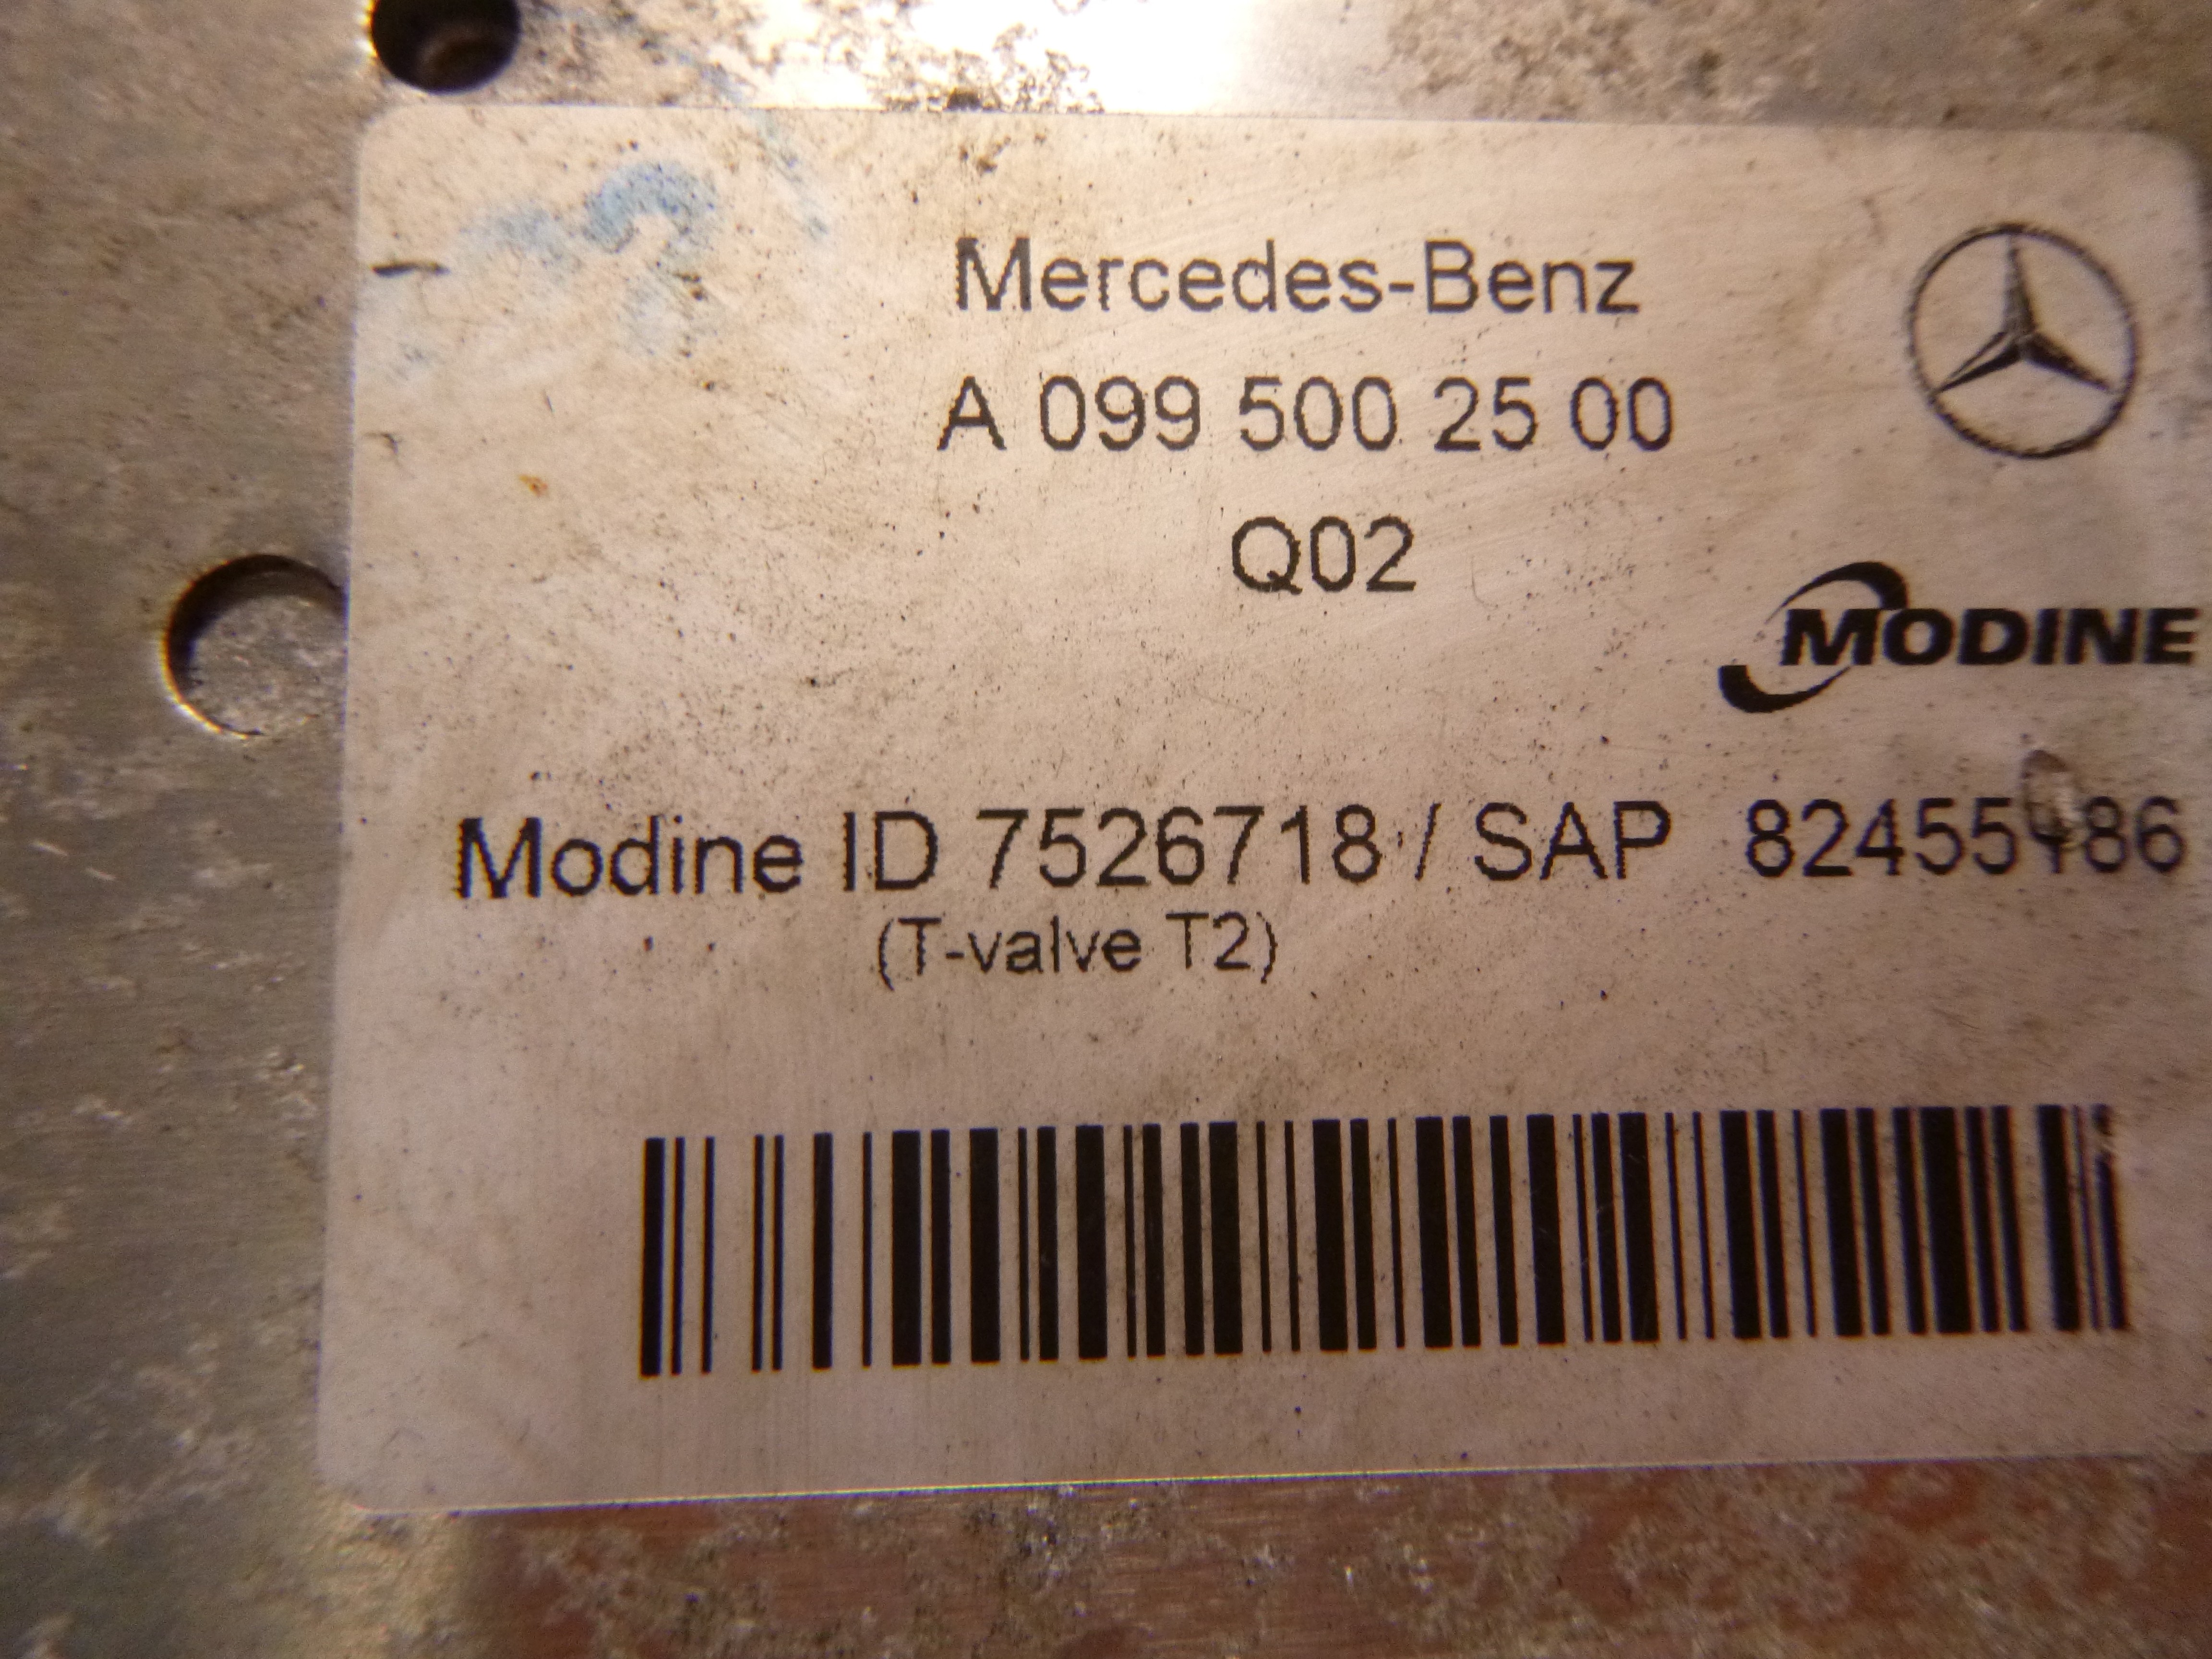 Mercedes-Benz
A 099 500 25 00
Q02
MODINE
Modine ID 7526718 / SAP
(T-valve T2)